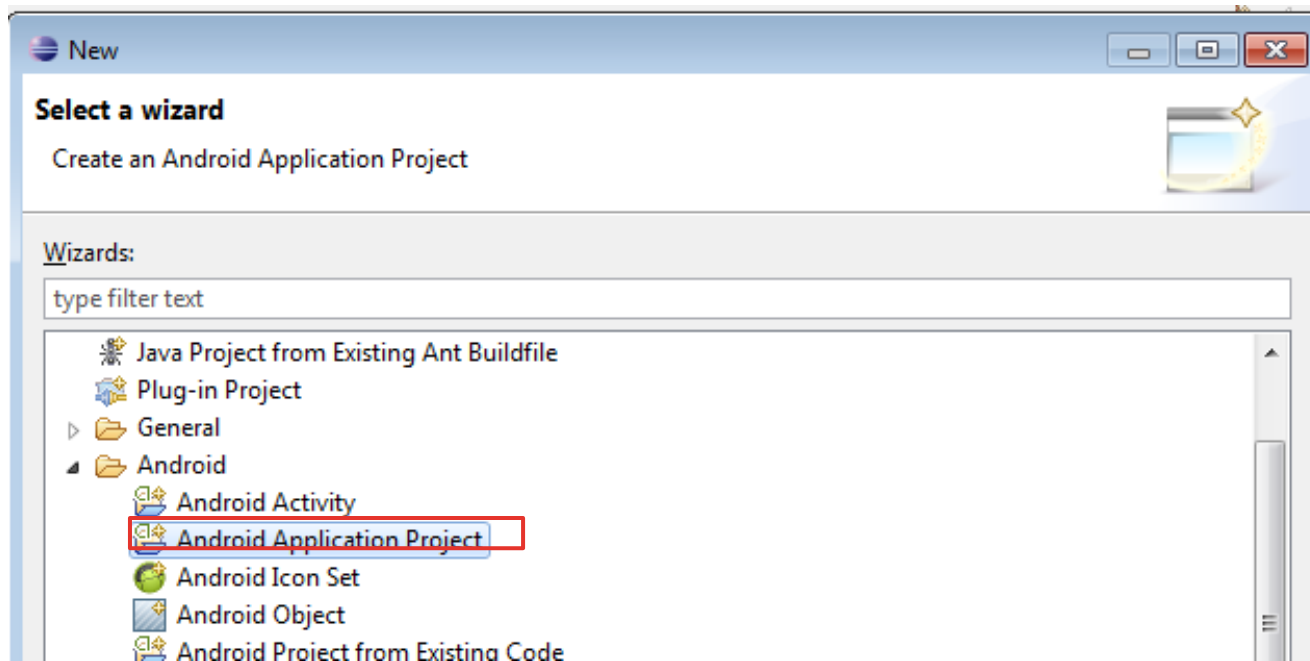 New
Select a wizard
Create an Android Application Project
Wizards:
type filter text
Java Project from Existing Ant Buildfile
Plug-in Project
General
Android
Android Activity
Android Application Project
Android Icon Set
Android Object
Android Project from Existing Code